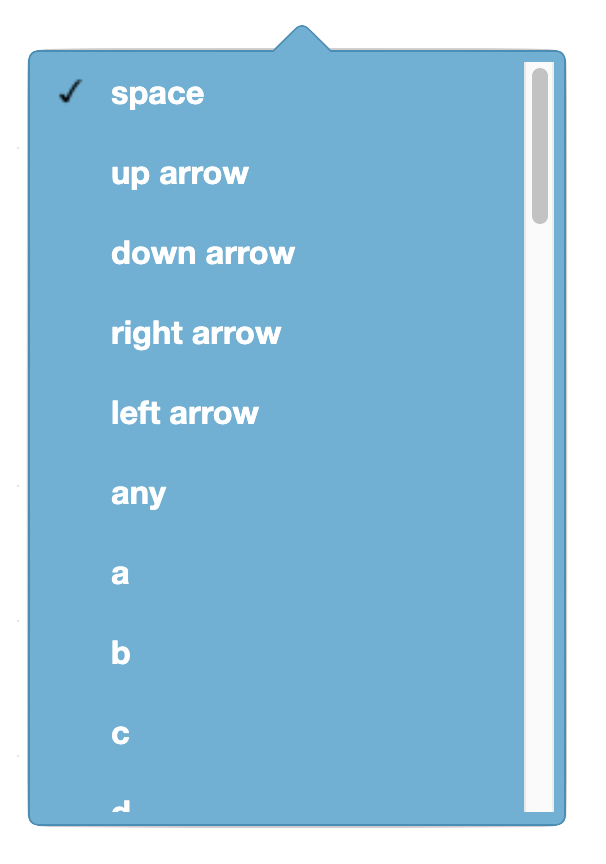 ✓ space
up arrow
down arrow
right arrow
left arrow
any
a
b
c
d